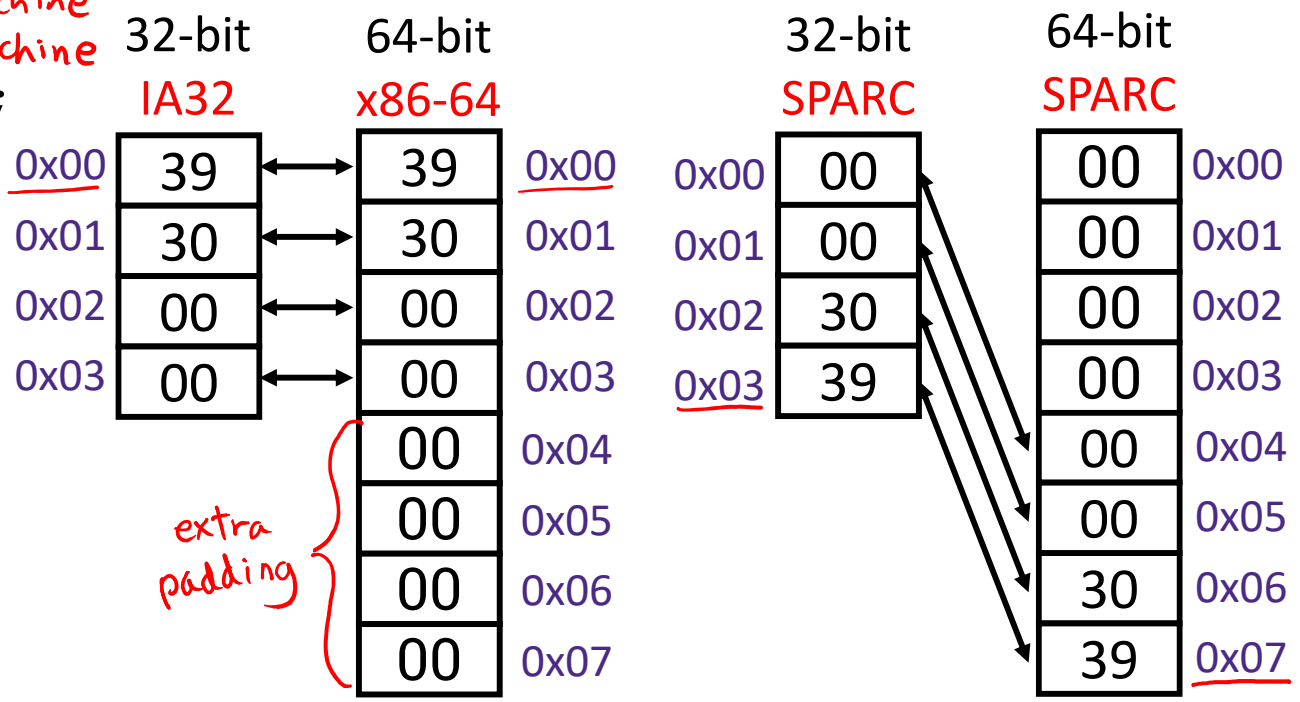 chine
chine
32-bit 64-bit 32-bit 64-bit
IA32 x86-64 SPARC SPARC
0x00 39 39 0x00 0x00 00 00 0x00
0x01 30 30 0x01 0x01 00 00 0x01
0x02 00 00 0x02 0x02 30 00 0x02
0x03 00 00 0x03 0x03 39 00 0x03
00 0x04 00 0x04
00 0x05 00 0x05
00 0x06 30 0x06
00 0x07 39 0x07
extra
padding